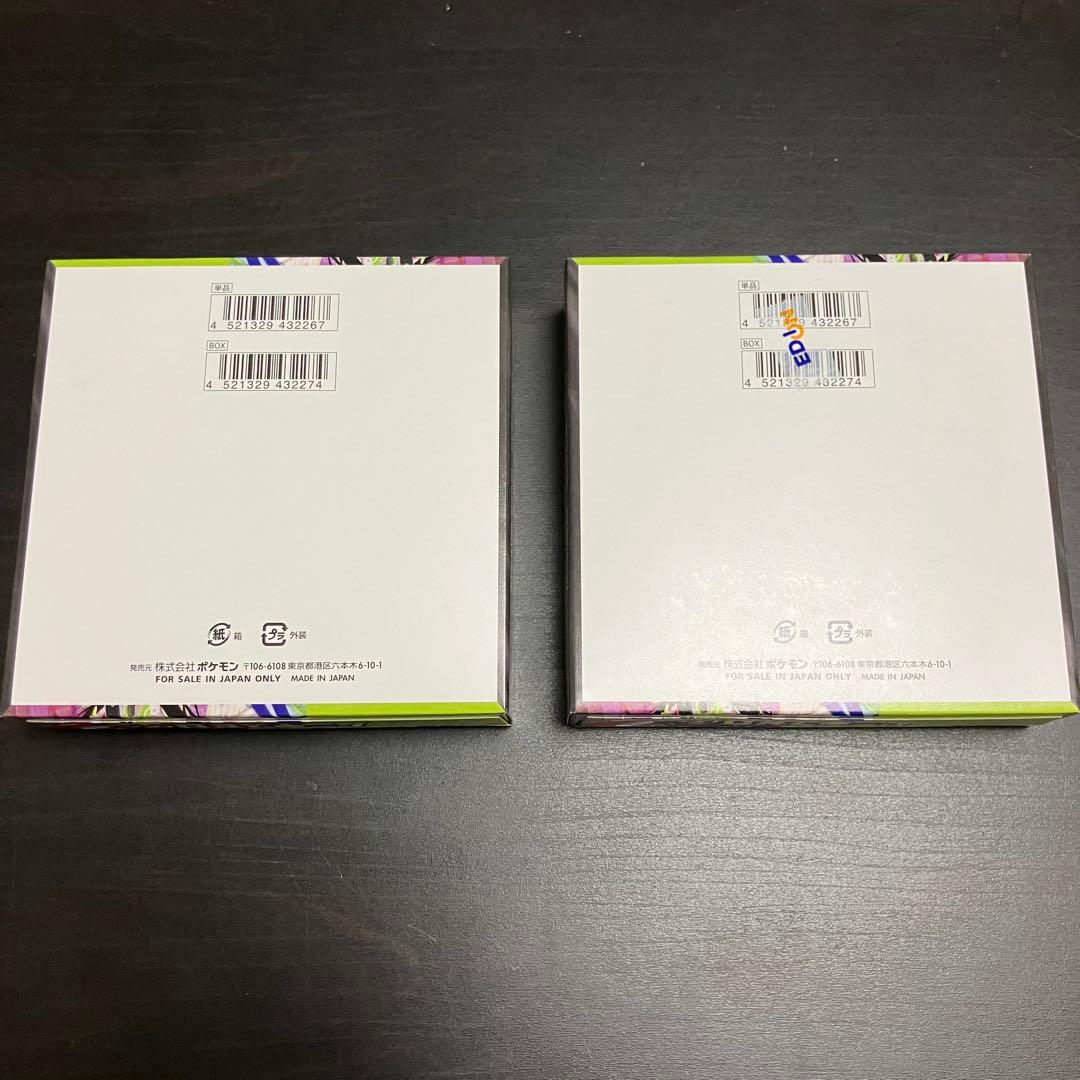 単品
4 521329 432267
BOX
4 521329 432274
紙 箱 プラ 外装
発売元 株式会社 ポケモン 〒106-6108 東京都港区六本木6-10-1
FOR SALE IN JAPAN ONLY MADE IN JAPAN
単品
4 521329 432267
BOX
4 521329 432274
EDION
紙 箱 プラ 外装
発売元 株式会社 ポケモン 〒106-6108 東京都港区六本木6-10-1
FOR SALE IN JAPAN ONLY MADE IN JAPAN